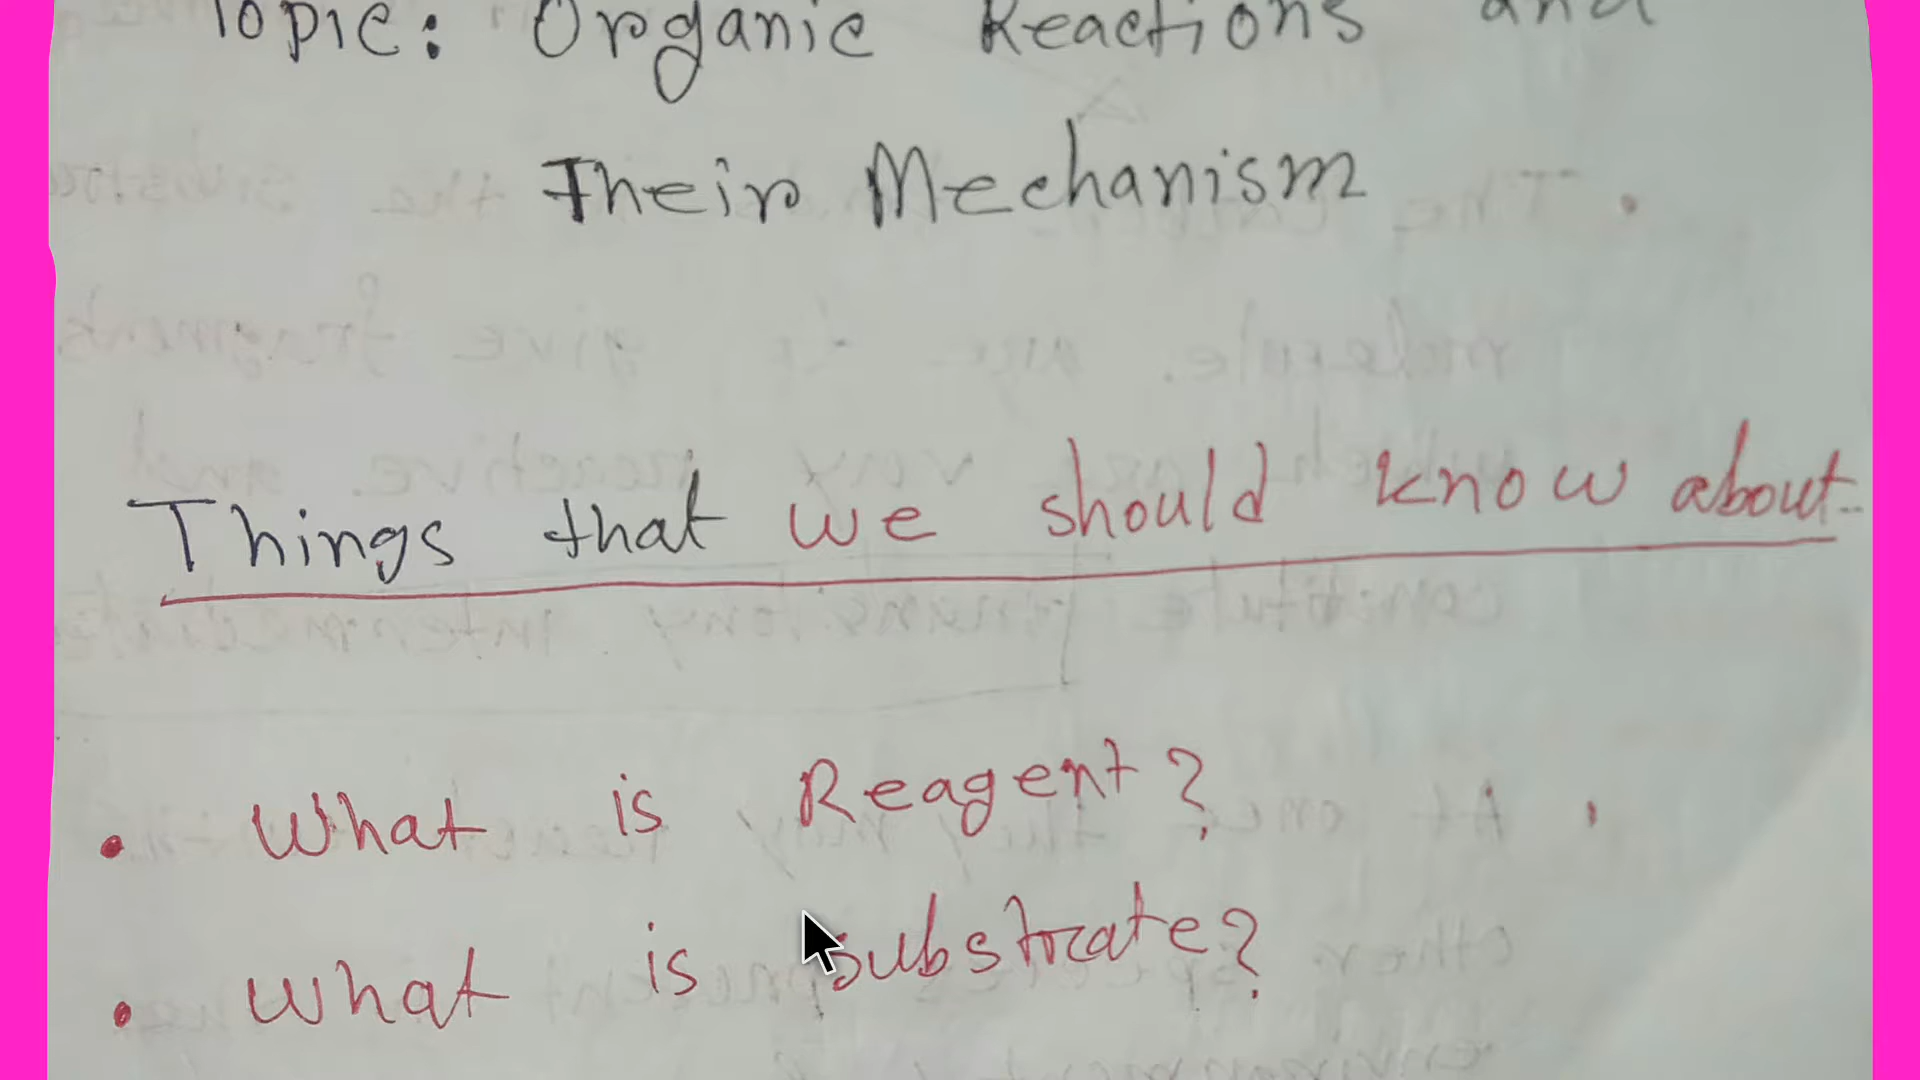 Topic: Organic Reactions and
Their Mechanism
Things that we should know about..
• What is Reagent?
• What is substrate?